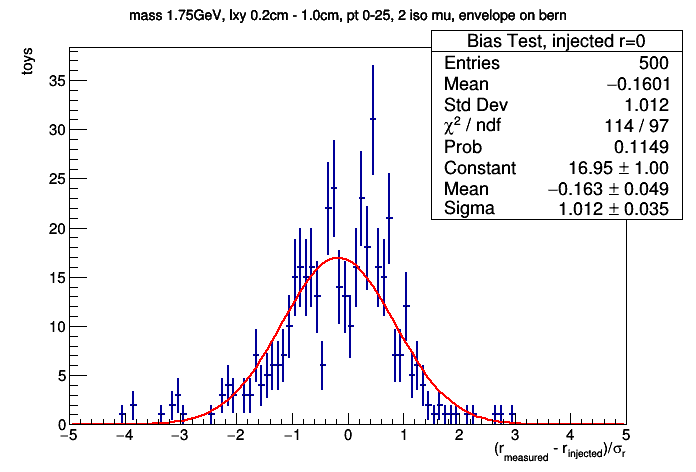 mass 1.75GeV, lxy 0.2cm - 1.0cm, pt 0-25, 2 iso mu, envelope on bern
toys
Bias Test, injected r=0
Entries 500
Mean −0.1601
Std Dev 1.012
χ² / ndf 114 / 97
Prob 0.1149
Constant 16.95 ± 1.00
Mean −0.163 ± 0.049
Sigma 1.012 ± 0.035
35
30
25
20
15
10
5
0
−5 −4 −3 −2 −1 0 1 2 3 4 5
(r_measured - r_injected)/σ_r